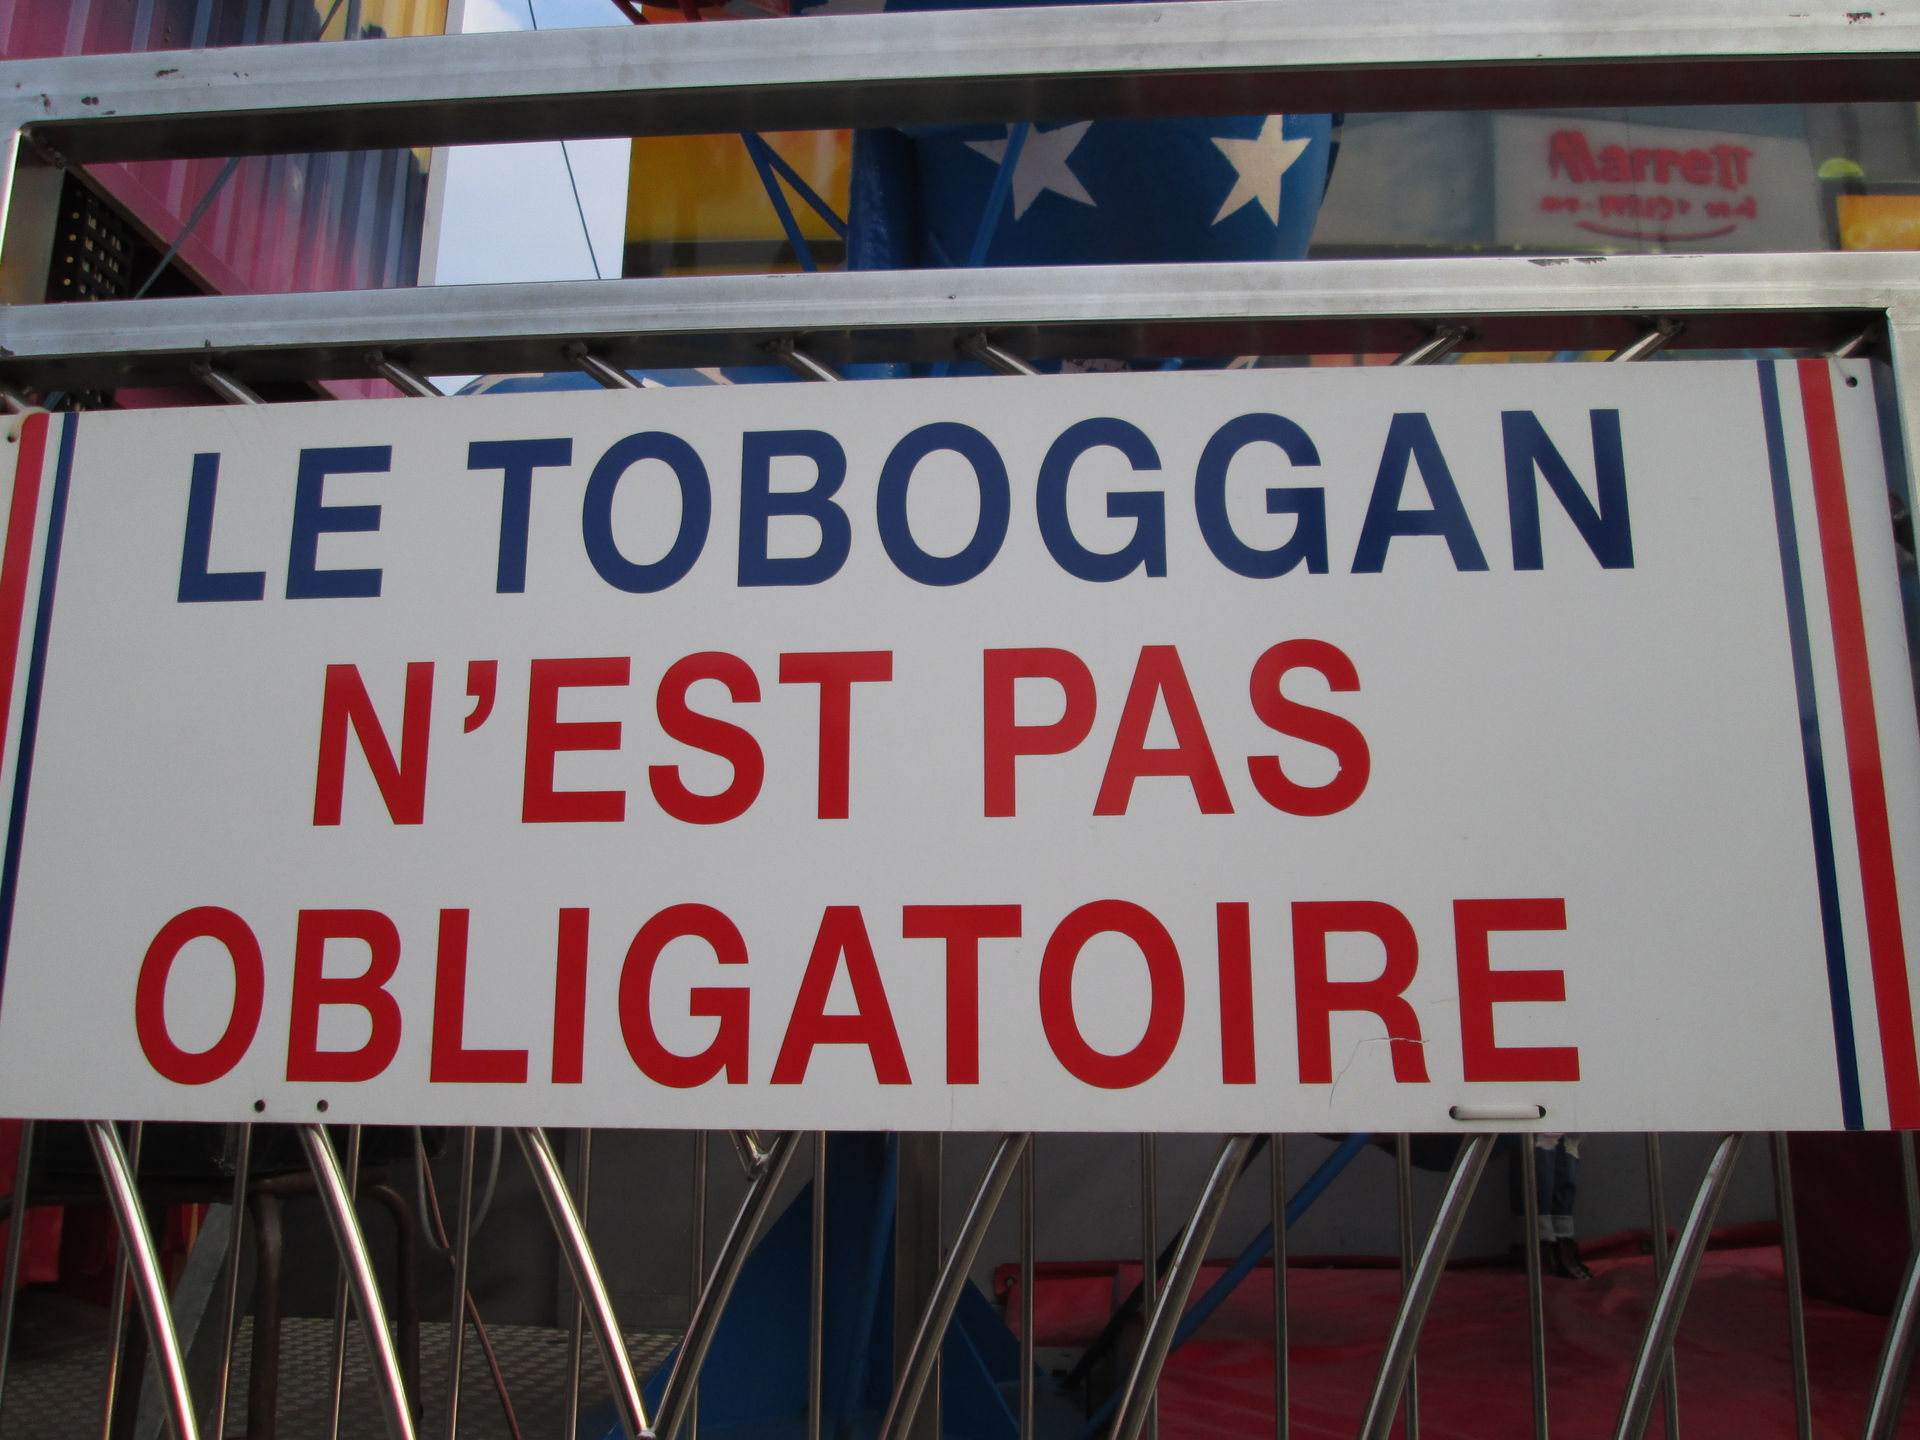 LE TOBOGGAN
N'EST PAS
OBLIGATOIRE